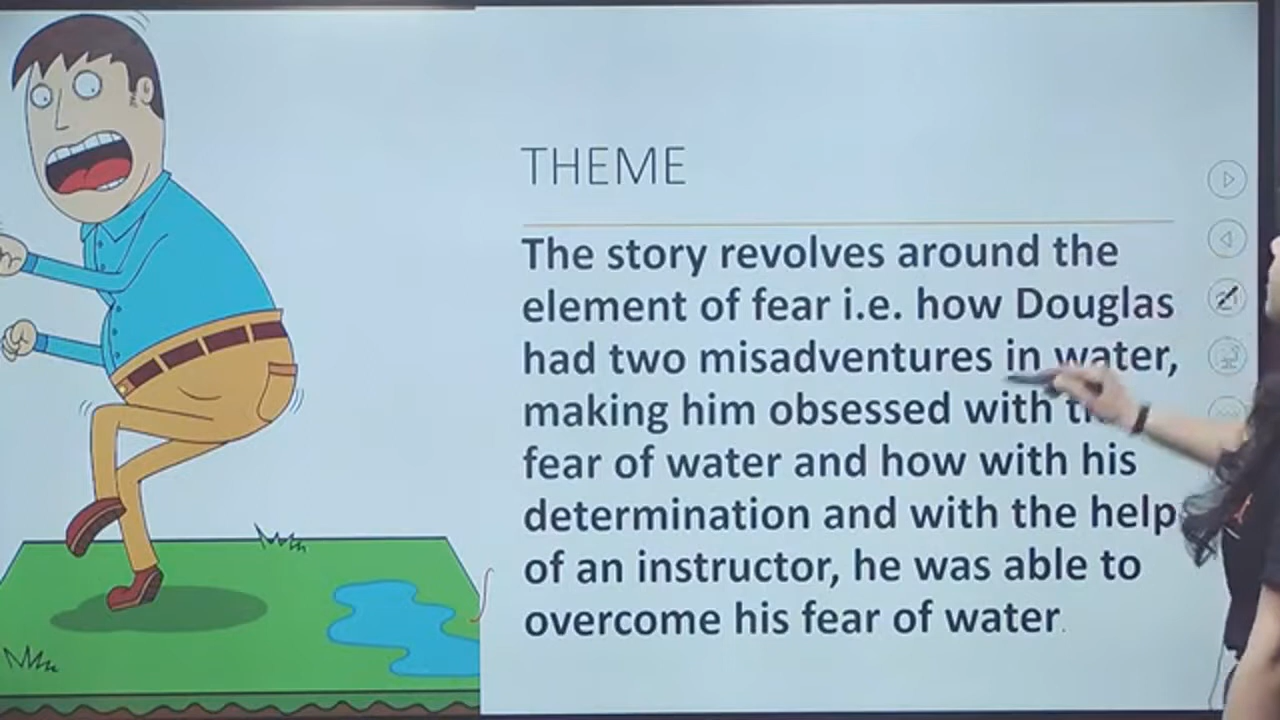 THEME
The story revolves around the
element of fear i.e. how Douglas
had two misadventures in water,
making him obsessed with
fear of water and how with his
determination and with the help
of an instructor, he was able to
overcome his fear of water.